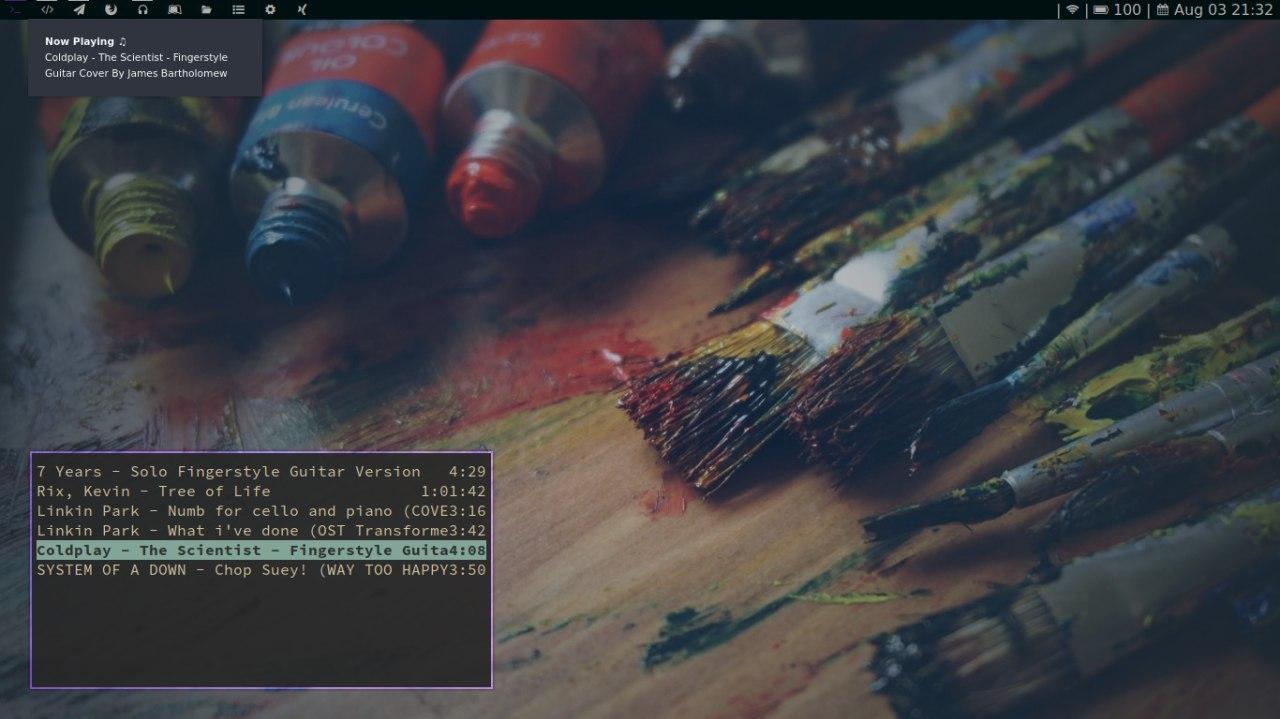 | | 100 | Aug 03 21:32
Now Playing ♫
Coldplay - The Scientist - Fingerstyle
Guitar Cover By James Bartholomew
OIL
COLOUR
Cerulean
7 Years - Solo Fingerstyle Guitar Version 4:29
Rix, Kevin - Tree of Life 1:01:42
Linkin Park - Numb for cello and piano (COVE3:16
Linkin Park - What i've done (OST Transforme3:42
Coldplay - The Scientist - Fingerstyle Guita4:08
SYSTEM OF A DOWN - Chop Suey! (WAY TOO HAPPY3:50